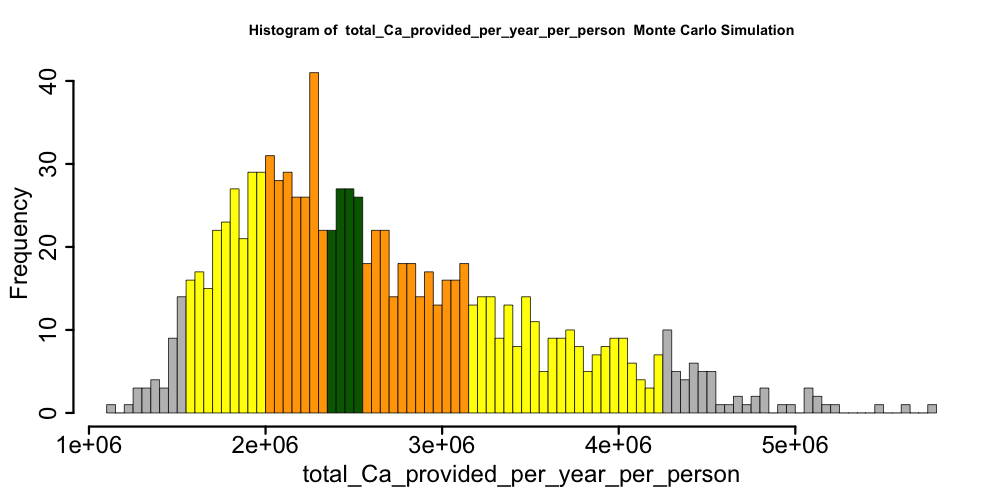 Histogram of  total_Ca_provided_per_year_per_person  Monte Carlo Simulation
40
30
20
10
0
Frequency
1e+06 2e+06 3e+06 4e+06 5e+06
total_Ca_provided_per_year_per_person